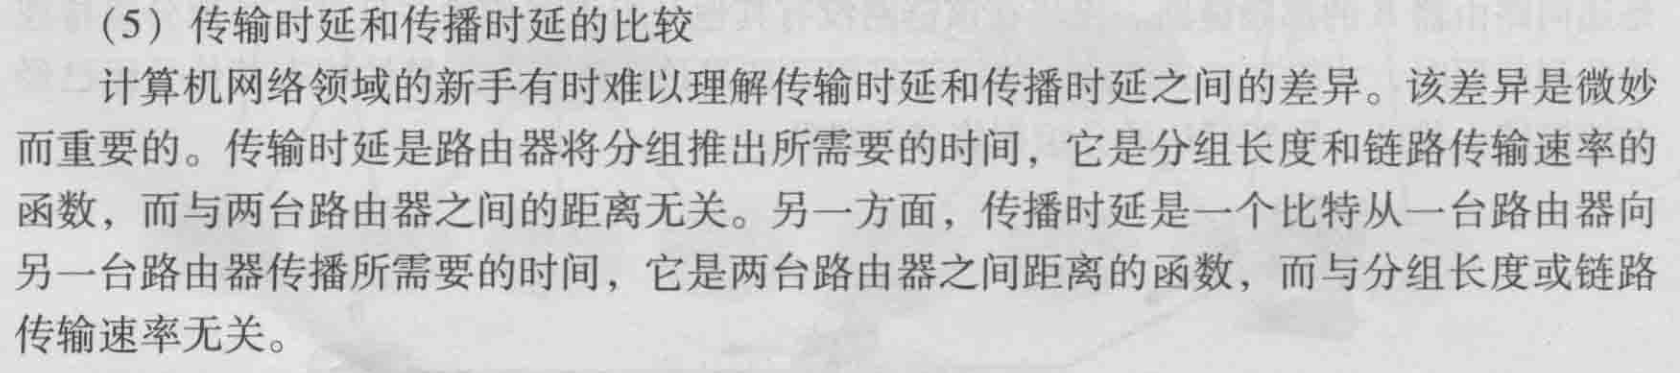 （5）传输时延和传播时延的比较
计算机网络领域的新手有时难以理解传输时延和传播时延之间的差异。该差异是微妙
而重要的。传输时延是路由器将分组推出所需要的时间，它是分组长度和链路传输速率的
函数，而与两台路由器之间的距离无关。另一方面，传播时延是一个比特从一台路由器向
另一台路由器传播所需要的时间，它是两台路由器之间距离的函数，而与分组长度或链路
传输速率无关。